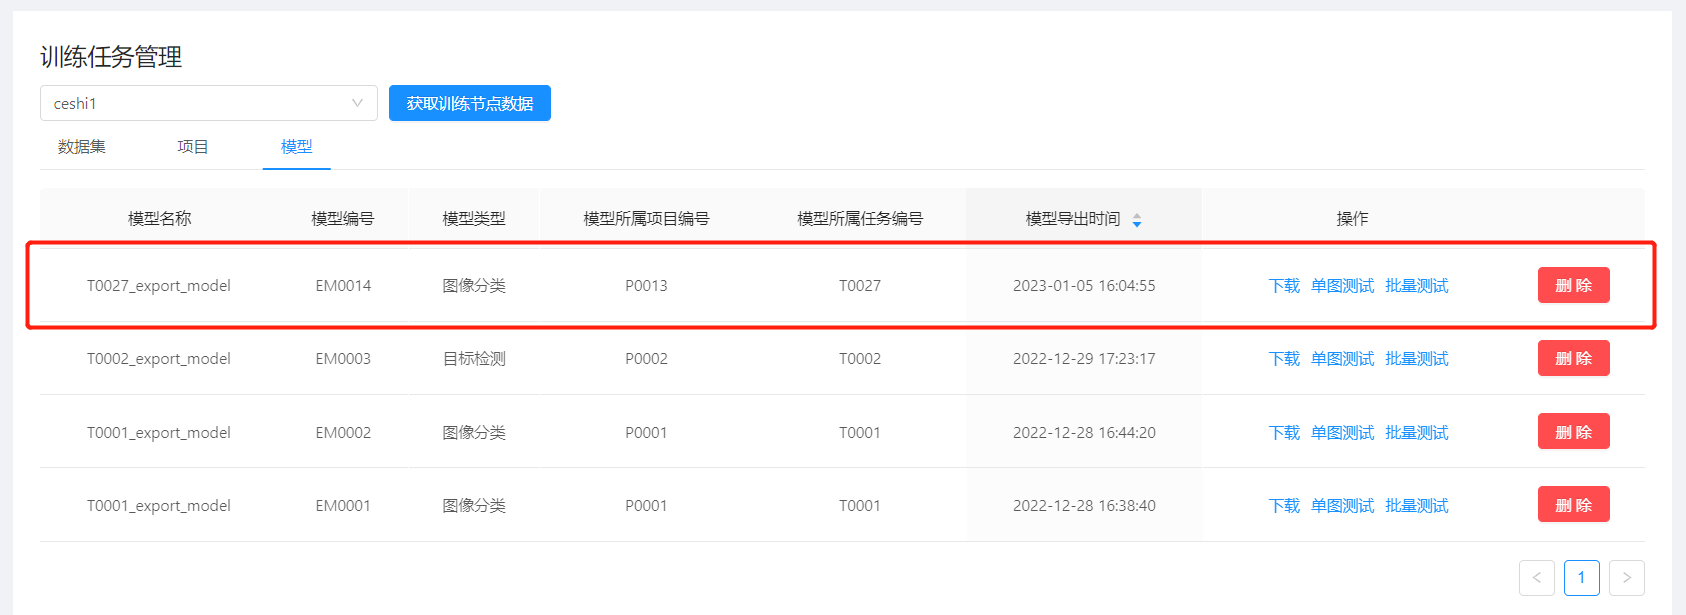 训练任务管理
ceshi1 获取训练节点数据
数据集 项目 模型
模型名称 模型编号 模型类型 模型所属项目编号 模型所属任务编号 模型导出时间 操作
T0027_export_model EM0014 图像分类 P0013 T0027 2023-01-05 16:04:55 下载 单图测试 批量测试 删 除
T0002_export_model EM0003 目标检测 P0002 T0002 2022-12-29 17:23:17 下载 单图测试 批量测试 删 除
T0001_export_model EM0002 图像分类 P0001 T0001 2022-12-28 16:44:20 下载 单图测试 批量测试 删 除
T0001_export_model EM0001 图像分类 P0001 T0001 2022-12-28 16:38:40 下载 单图测试 批量测试 删 除
< 1 >